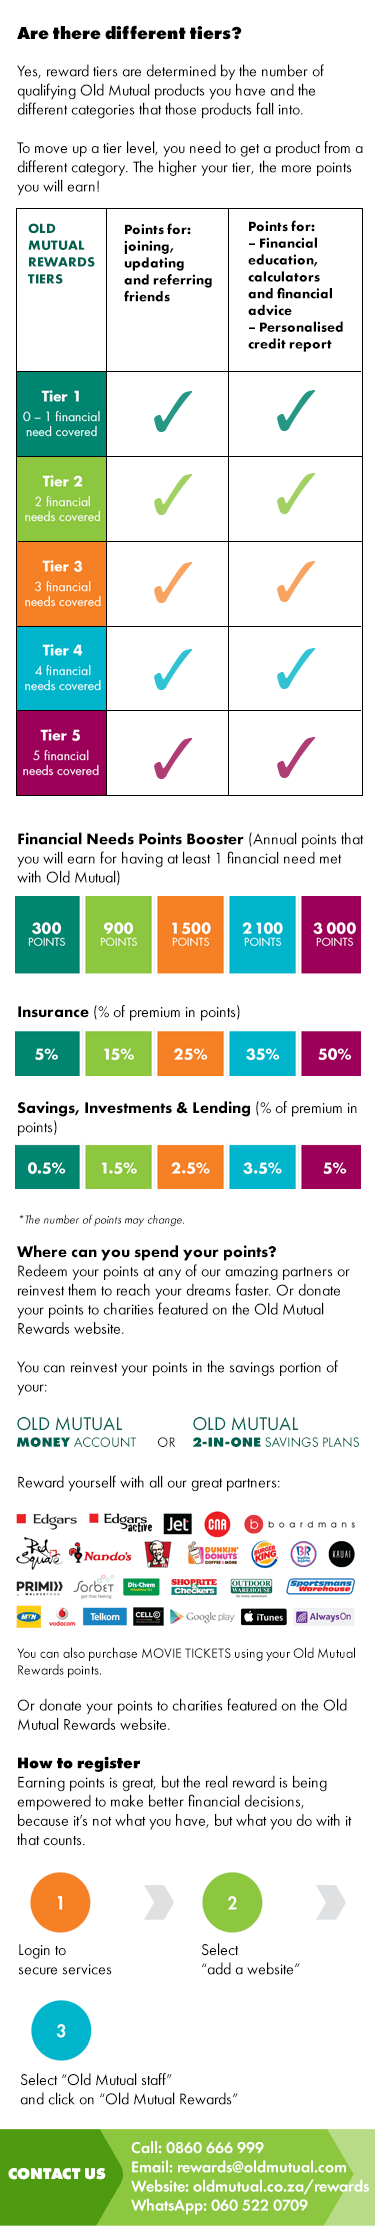 Are there different tiers?
Yes, reward tiers are determined by the number of
qualifying Old Mutual products you have and the
different categories that those products fall into.
To move up a tier level, you need to get a product from a
different category. The higher your tier, the more points
you will earn!
OLD
MUTUAL
REWARDS
TIERS
Points for:
joining,
updating
and referring
friends
Points for:
– Financial
education,
calculators
and financial
advice
– Personalised
credit report
Tier 1
0 – 1 financial
need covered
Tier 2
2 financial
needs covered
Tier 3
3 financial
needs covered
Tier 4
4 financial
needs covered
Tier 5
5 financial
needs covered
Financial Needs Points Booster (Annual points that
you will earn for having at least 1 financial need met
with Old Mutual)
300 900 1 500 2 100 3 000
POINTS POINTS POINTS POINTS POINTS
Insurance (% of premium in points)
5% 15% 25% 35% 50%
Savings, Investments & Lending (% of premium in
points)
0.5% 1.5% 2.5% 3.5% 5%
*The number of points may change.
Where can you spend your points?
Redeem your points at any of our amazing partners or
reinvest them to reach your dreams faster. Or donate
your points to charities featured on the Old Mutual
Rewards website.
You can reinvest your points in the savings portion of
your:
OLD MUTUAL
MONEY ACCOUNT
OR
OLD MUTUAL
2-IN-ONE SAVINGS PLANS
Reward yourself with all our great partners:
Edgars Edgars active Jet CNA b boardmans
Red Square Nando's KFC DUNKIN' DONUTS COFFEE & MORE BURGER KING BR KAUAI
PRIMI)) Sorbet Dis-Chem SHOPRITE Checkers OUTDOOR WAREHOUSE Sportsmans Warehouse
MTN vodacom Telkom CELL C Google play iTunes AlwaysOn
You can also purchase MOVIE TICKETS using your Old Mutual
Rewards points.
Or donate your points to charities featured on the Old
Mutual Rewards website.
How to register
Earning points is great, but the real reward is being
empowered to make better financial decisions,
because it's not what you have, but what you do with it
that counts.
1
Login to
secure services
2
Select
"add a website"
3
Select "Old Mutual staff"
and click on "Old Mutual Rewards"
CONTACT US
Call: 0860 666 999
Email: rewards@oldmutual.com
Website: oldmutual.co.za/rewards
WhatsApp: 060 522 0709